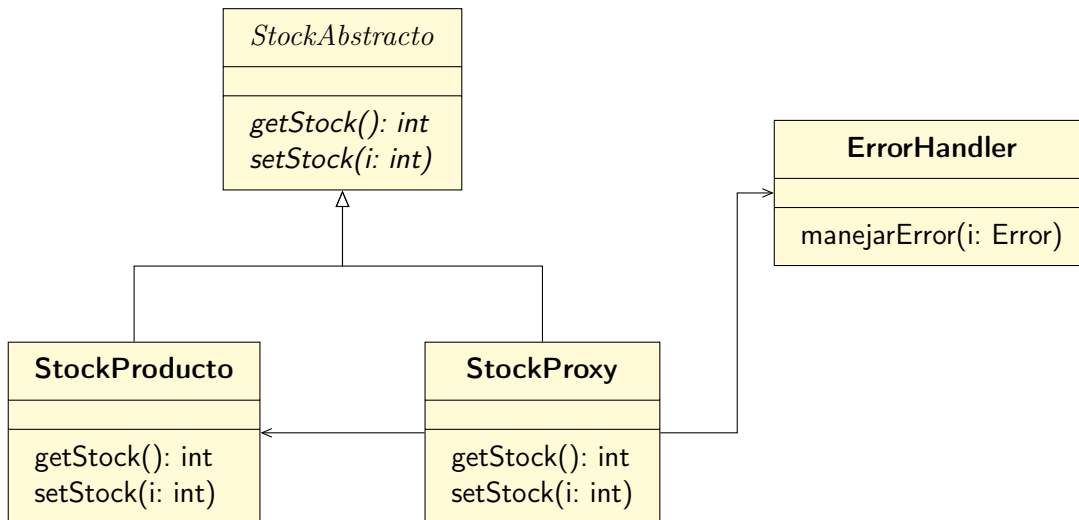 StockAbstracto
getStock(): int
setStock(i: int)
ErrorHandler
manejarError(i: Error)
StockProducto
getStock(): int
setStock(i: int)
StockProxy
getStock(): int
setStock(i: int)